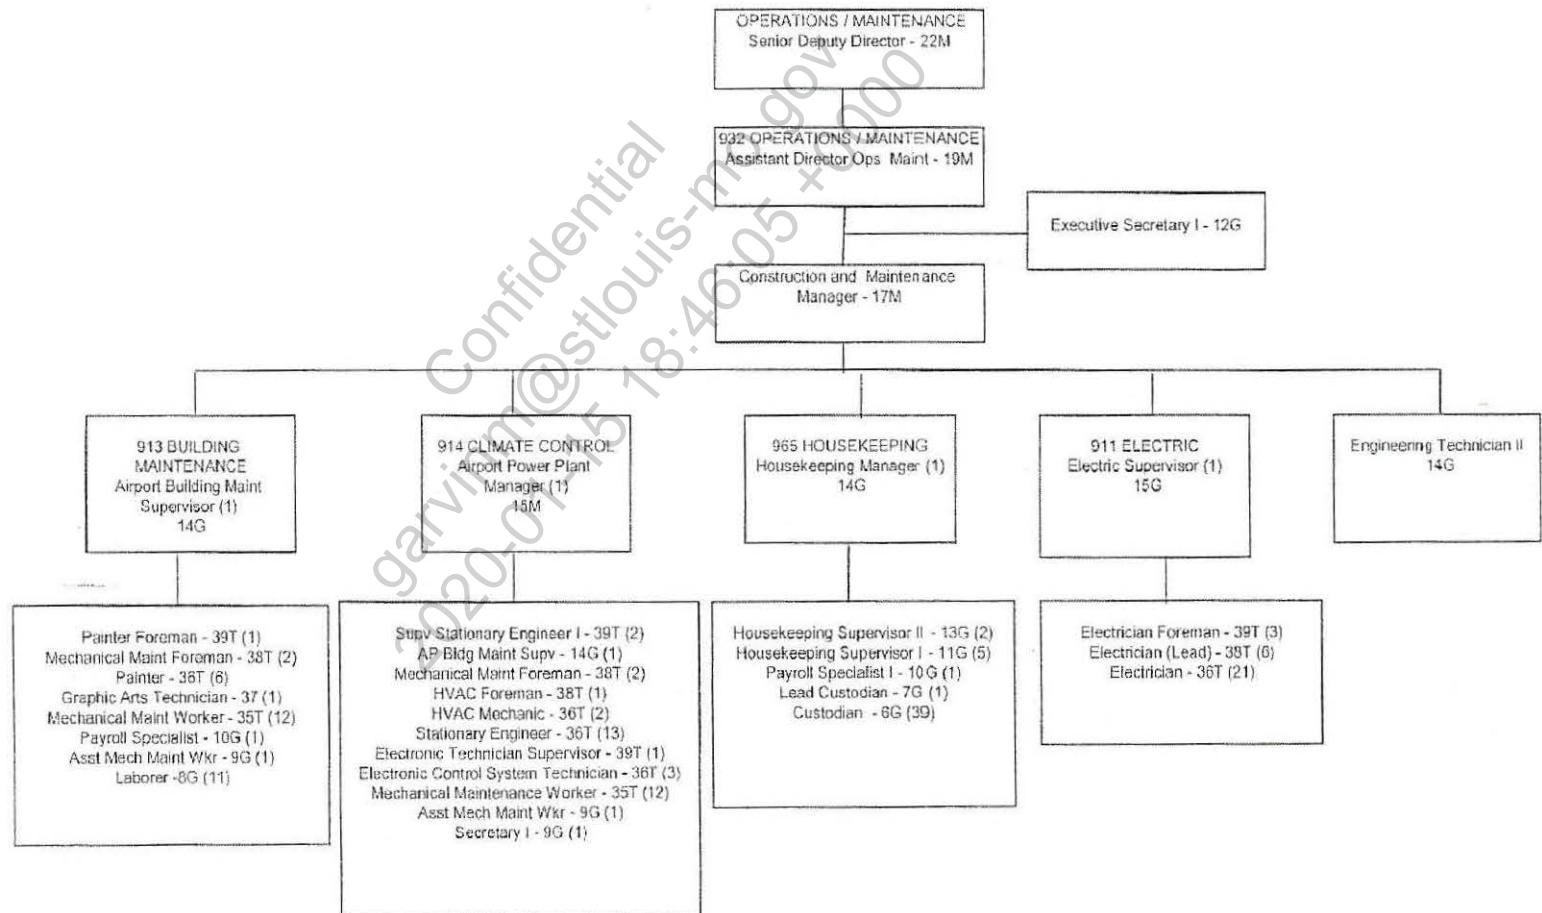 OPERATIONS / MAINTENANCE
Senior Deputy Director - 22M
932 OPERATIONS / MAINTENANCE
Assistant Director Ops Maint - 19M
Executive Secretary I - 12G
Construction and Maintenance
Manager - 17M
913 BUILDING
MAINTENANCE
Airport Building Maint
Supervisor (1)
14G
914 CLIMATE CONTROL
Airport Power Plant
Manager (1)
15M
965 HOUSEKEEPING
Housekeeping Manager (1)
14G
911 ELECTRIC
Electric Supervisor (1)
15G
Engineering Technician II
14G
Painter Foreman - 39T (1)
Mechanical Maint Foreman - 38T (2)
Painter - 36T (6)
Graphic Arts Technician - 37 (1)
Mechanical Maint Worker - 35T (12)
Payroll Specialist - 10G (1)
Asst Mech Maint Wkr - 9G (1)
Laborer -8G (11)
Supv Stationary Engineer I - 39T (2)
AP Bldg Maint Supv - 14G (1)
Mechanical Maint Foreman - 38T (2)
HVAC Foreman - 38T (1)
HVAC Mechanic - 36T (2)
Stationary Engineer - 36T (13)
Electronic Technician Supervisor - 39T (1)
Electronic Control System Technician - 36T (3)
Mechanical Maintenance Worker - 35T (12)
Asst Mech Maint Wkr - 9G (1)
Secretary I - 9G (1)
Housekeeping Supervisor II - 13G (2)
Housekeeping Supervisor I - 11G (5)
Payroll Specialist I - 10G (1)
Lead Custodian - 7G (1)
Custodian - 6G (39)
Electrician Foreman - 39T (3)
Electrician (Lead) - 38T (6)
Electrician - 36T (21)
Confidential
garvinm@stlouis-mo.gov
2020-01-15 18:46:05 +0000